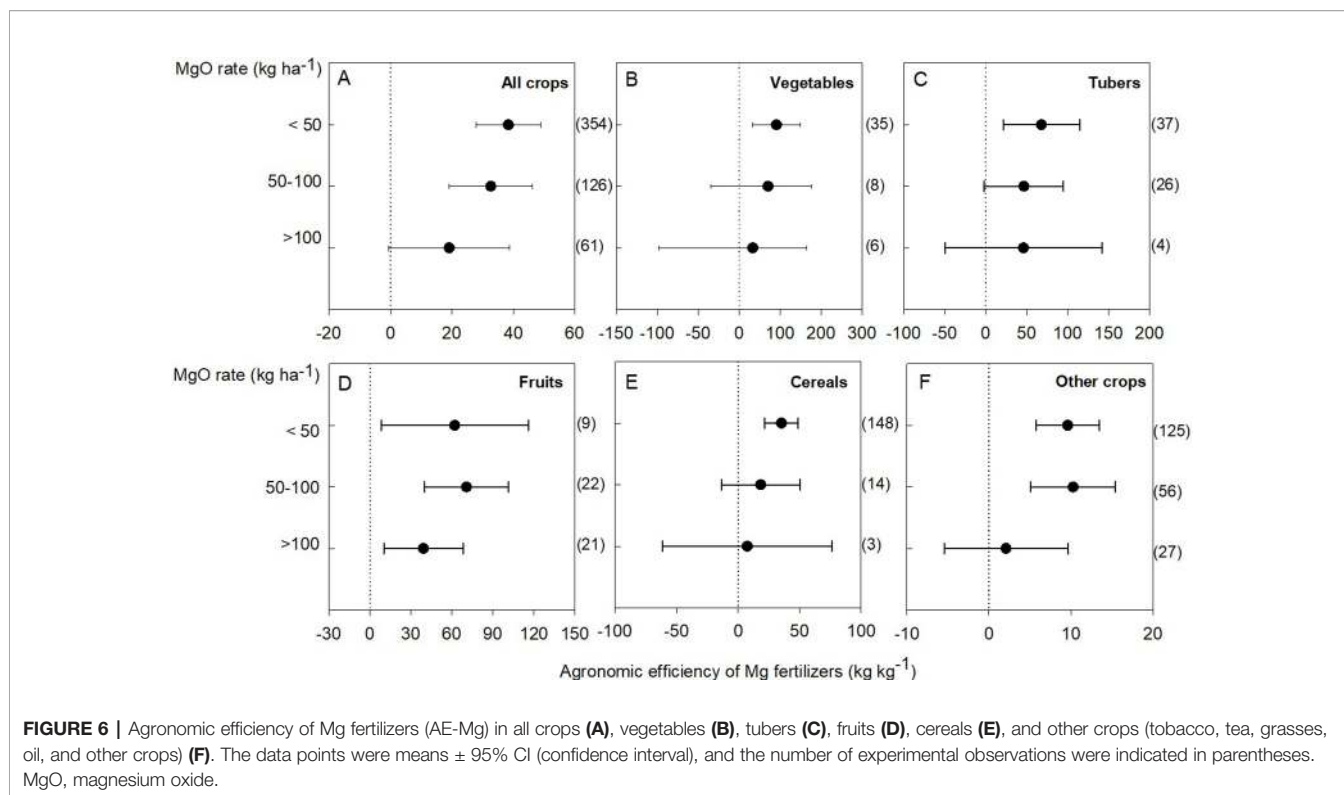 MgO rate (kg ha-1)
A
All crops
B
Vegetables
C
Tubers
< 50
(354)
(35)
(37)
50-100
(126)
(8)
(26)
>100
(61)
(6)
(4)
-20 0 20 40 60
-150 -100 -50 0 50 100 150 200 300
-100 -50 0 50 100 150 200
MgO rate (kg ha-1)
D
Fruits
E
Cereals
F
Other crops
< 50
(9)
(148)
(125)
50-100
(22)
(14)
(56)
>100
(21)
(3)
(27)
-30 0 30 60 90 120 150
-100 -50 0 50 100
-10 0 10 20
Agronomic efficiency of Mg fertilizers (kg kg-1)
FIGURE 6 | Agronomic efficiency of Mg fertilizers (AE-Mg) in all crops (A), vegetables (B), tubers (C), fruits (D), cereals (E), and other crops (tobacco, tea, grasses,
oil, and other crops) (F). The data points were means ± 95% CI (confidence interval), and the number of experimental observations were indicated in parentheses.
MgO, magnesium oxide.